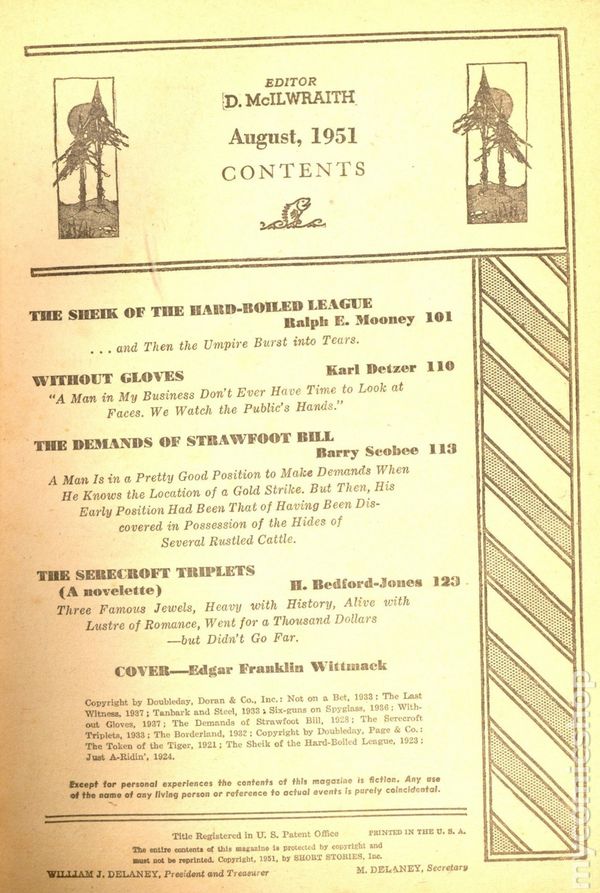 EDITOR
D. McILWRAITH
August, 1951
CONTENTS
THE SHEIK OF THE HARD-BOILED LEAGUE
Ralph E. Mooney 101
. . . and Then the Umpire Burst into Tears.
WITHOUT GLOVES Karl Detzer 110
"A Man in My Business Don't Ever Have Time to Look at
Faces. We Watch the Public's Hands."
THE DEMANDS OF STRAWFOOT BILL
Barry Scobee 113
A Man Is in a Pretty Good Position to Make Demands When
He Knows the Location of a Gold Strike. But Then, His
Early Position Had Been That of Having Been Dis-
covered in Possession of the Hides of
Several Rustled Cattle.
THE SERECROFT TRIPLETS
(A novelette) H. Bedford-Jones 123
Three Famous Jewels, Heavy with History, Alive with
Lustre of Romance, Went for a Thousand Dollars
—but Didn't Go Far.
COVER—Edgar Franklin Wittmack
Copyright by Doubleday, Doran & Co., Inc.: Not on a Bet, 1933; The Last
Witness, 1937; Tanbark and Steel, 1933; Six-guns on Spyglass, 1936; With-
out Gloves, 1937; The Demands of Strawfoot Bill, 1928; The Serecroft
Triplets, 1933; The Borderland, 1932; Copyright by Doubleday, Page & Co.:
The Token of the Tiger, 1921; The Sheik of the Hard-Boiled League, 1923;
Just A-Ridin', 1924.
Except for personal experiences the contents of this magazine is fiction. Any use
of the name of any living person or reference to actual events is purely coincidental.
Title Registered in U. S. Patent Office PRINTED IN THE U. S. A.
The entire contents of this magazine is protected by copyright and
must not be reprinted. Copyright, 1951, by SHORT STORIES, Inc.
WILLIAM J. DELANEY, President and Treasurer M. DELANEY, Secretary
mycomicshop